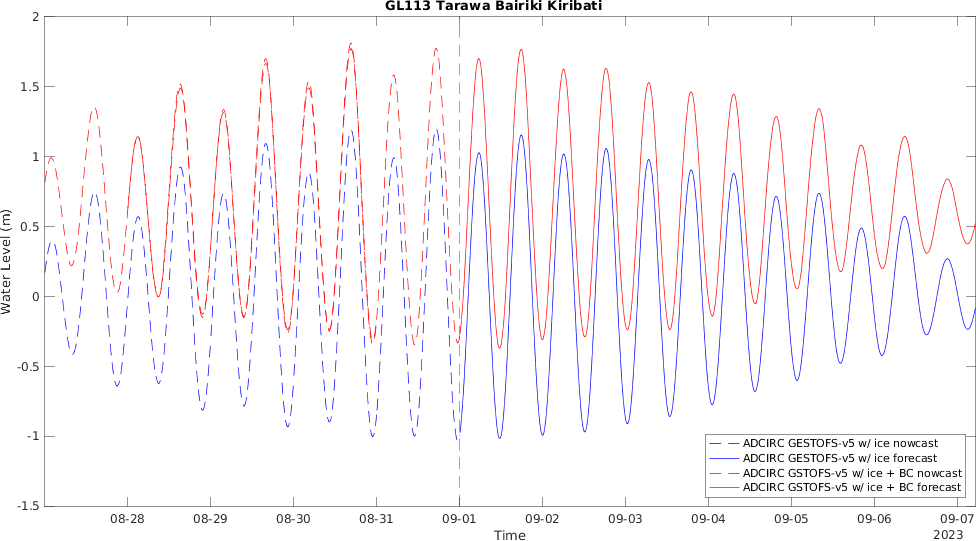 GL113 Tarawa Bairiki Kiribati
2
1.5
1
0.5
0
-0.5
-1
-1.5
Water Level (m)
08-28 08-29 08-30 08-31 09-01 09-02 09-03 09-04 09-05 09-06 09-07
Time
2023
ADCIRC GESTOFS-v5 w/ ice nowcast
ADCIRC GESTOFS-v5 w/ ice forecast
ADCIRC GSTOFS-v5 w/ ice + BC nowcast
ADCIRC GSTOFS-v5 w/ ice + BC forecast